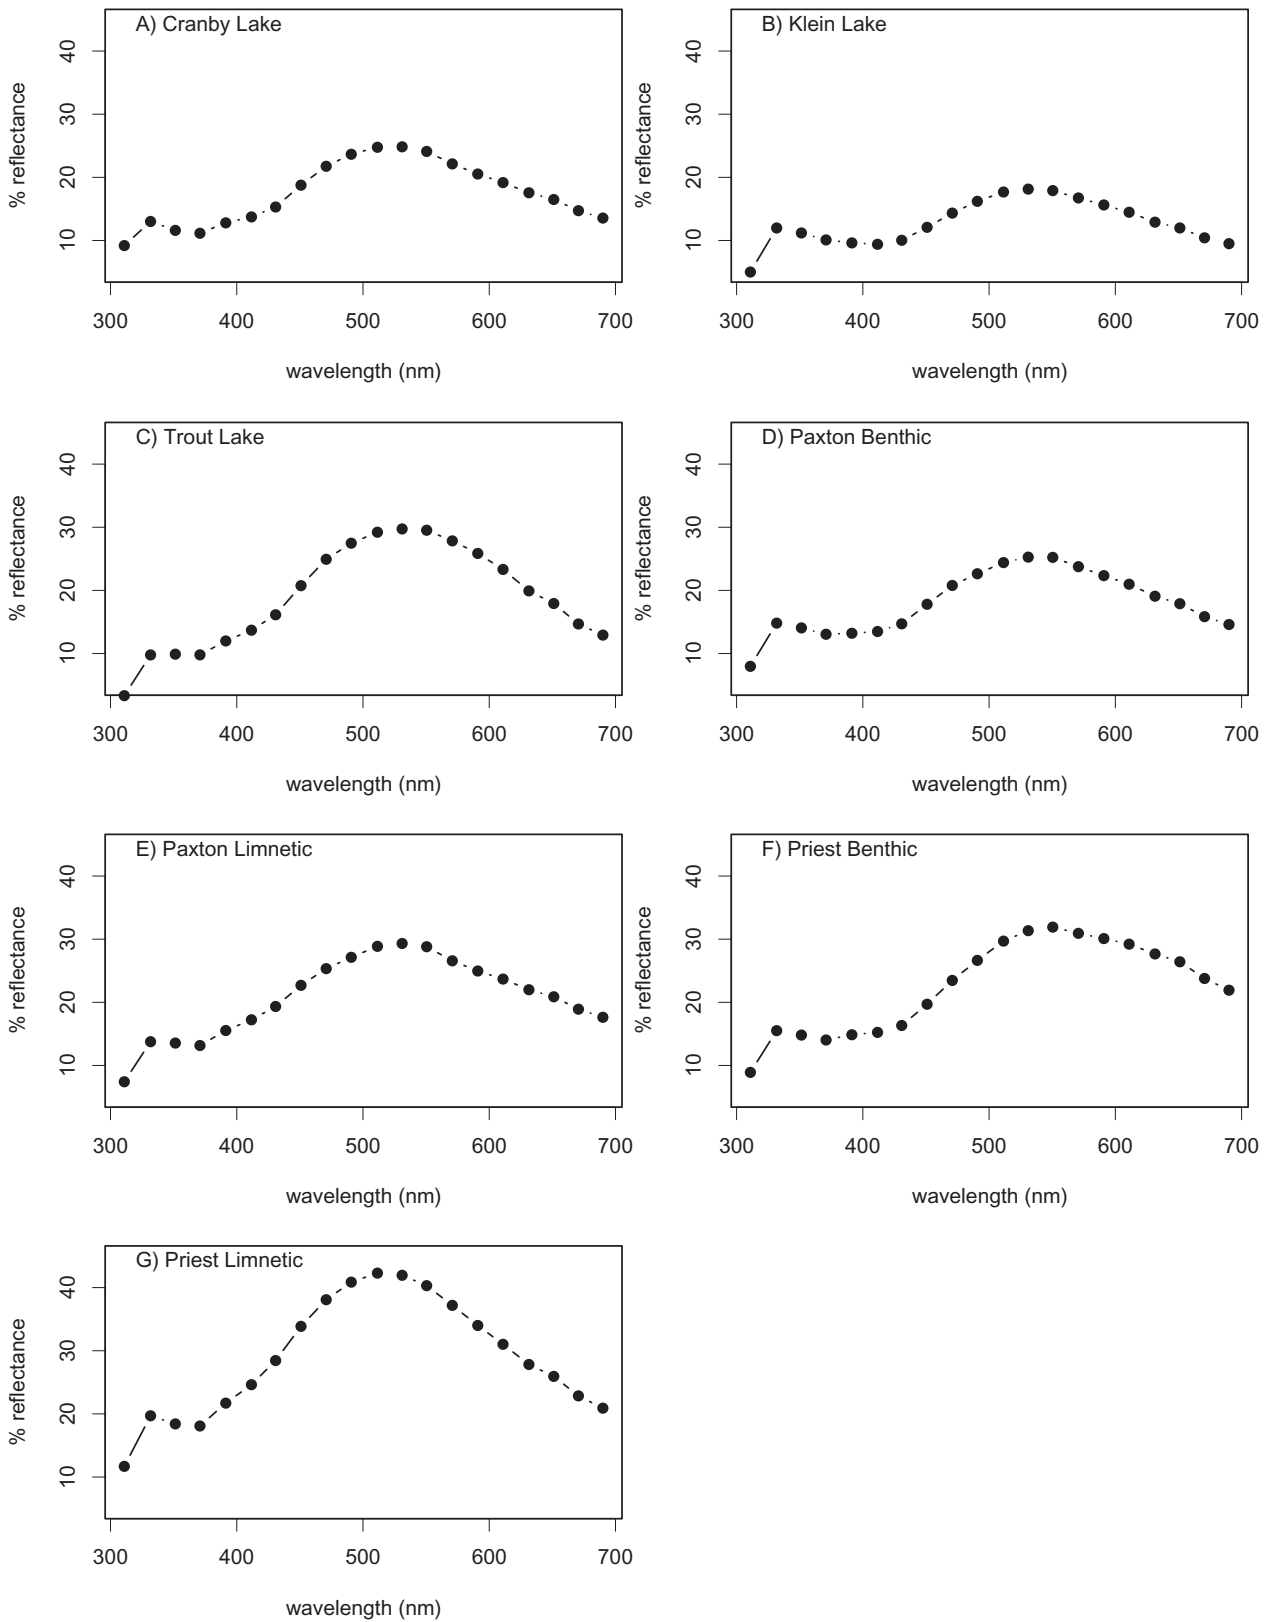 A) Cranby Lake
% reflectance
40
30
20
10
300 400 500 600 700
wavelength (nm)
B) Klein Lake
% reflectance
40
30
20
10
300 400 500 600 700
wavelength (nm)
C) Trout Lake
% reflectance
40
30
20
10
300 400 500 600 700
wavelength (nm)
D) Paxton Benthic
% reflectance
40
30
20
10
300 400 500 600 700
wavelength (nm)
E) Paxton Limnetic
% reflectance
40
30
20
10
300 400 500 600 700
wavelength (nm)
F) Priest Benthic
% reflectance
40
30
20
10
300 400 500 600 700
wavelength (nm)
G) Priest Limnetic
% reflectance
40
30
20
10
300 400 500 600 700
wavelength (nm)